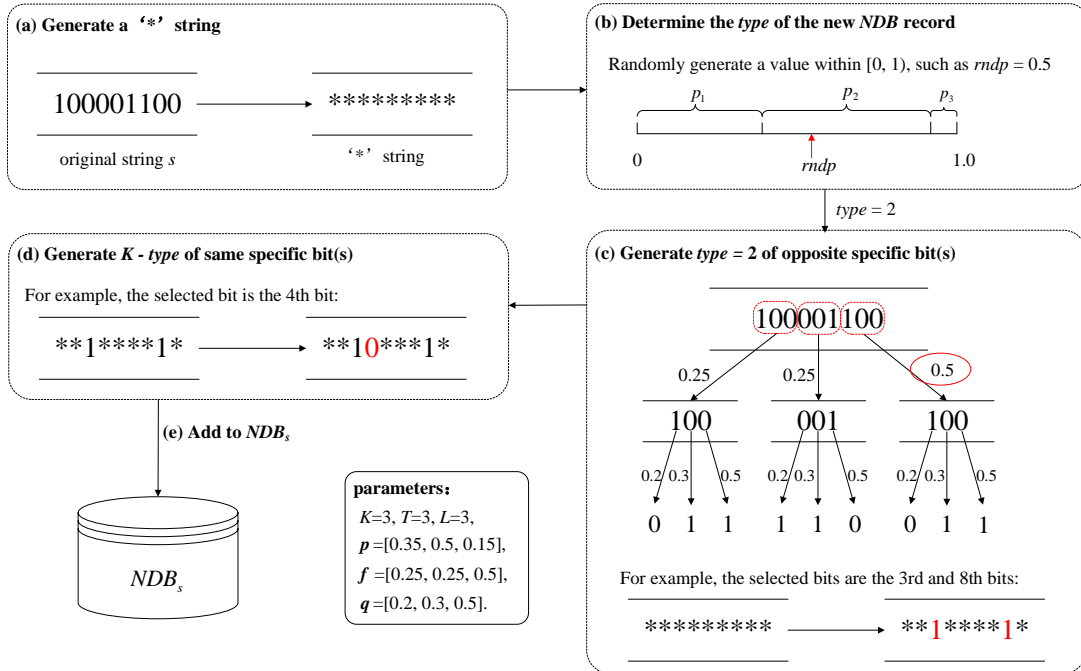 (a) Generate a ‘*’ string
100001100
*********
original string s
‘*’ string
(b) Determine the type of the new NDB record
Randomly generate a value within [0, 1), such as rndp = 0.5
p1 p2 p3
0 rndp 1.0
type = 2
(c) Generate type = 2 of opposite specific bit(s)
100001100
0.25 0.25 0.5
100 001 100
0.2 0.3 0.5 0.2 0.3 0.5 0.2 0.3 0.5
0 1 1 1 1 0 0 1 1
For example, the selected bits are the 3rd and 8th bits:
********* **1****1*
(d) Generate K - type of same specific bit(s)
For example, the selected bit is the 4th bit:
**1****1* **10***1*
(e) Add to NDBs
NDBs
parameters：
K=3, T=3, L=3,
p =[0.35, 0.5, 0.15],
f =[0.25, 0.25, 0.5],
q =[0.2, 0.3, 0.5].